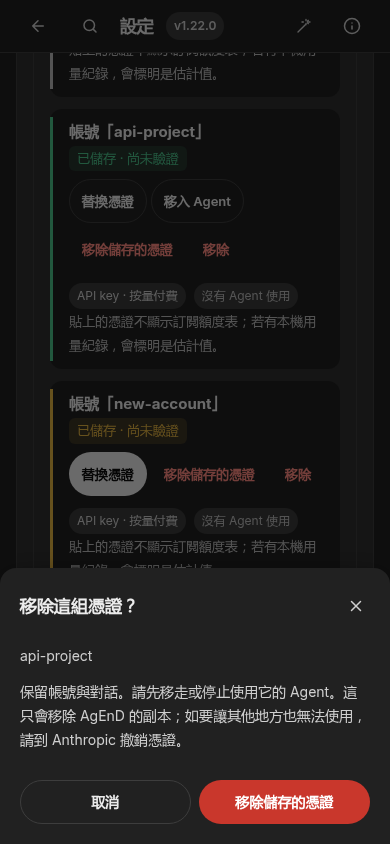 設定
v1.22.0
量紀錄，會標明是估計值。
帳號「api-project」
已儲存 · 尚未驗證
替換憑證
移入 Agent
移除儲存的憑證
移除
API key · 按量付費
沒有 Agent 使用
貼上的憑證不顯示訂閱額度表；若有本機用
量紀錄，會標明是估計值。
帳號「new-account」
已儲存 · 尚未驗證
替換憑證
移除儲存的憑證
移除
API key · 按量付費
沒有 Agent 使用
貼上的憑證不顯示訂閱額度表；若有本機用
移除這組憑證？
api-project
保留帳號與對話。請先移走或停止使用它的 Agent。這
只會移除 AgEnD 的副本；如要讓其他地方也無法使用，
請到 Anthropic 撤銷憑證。
取消
移除儲存的憑證